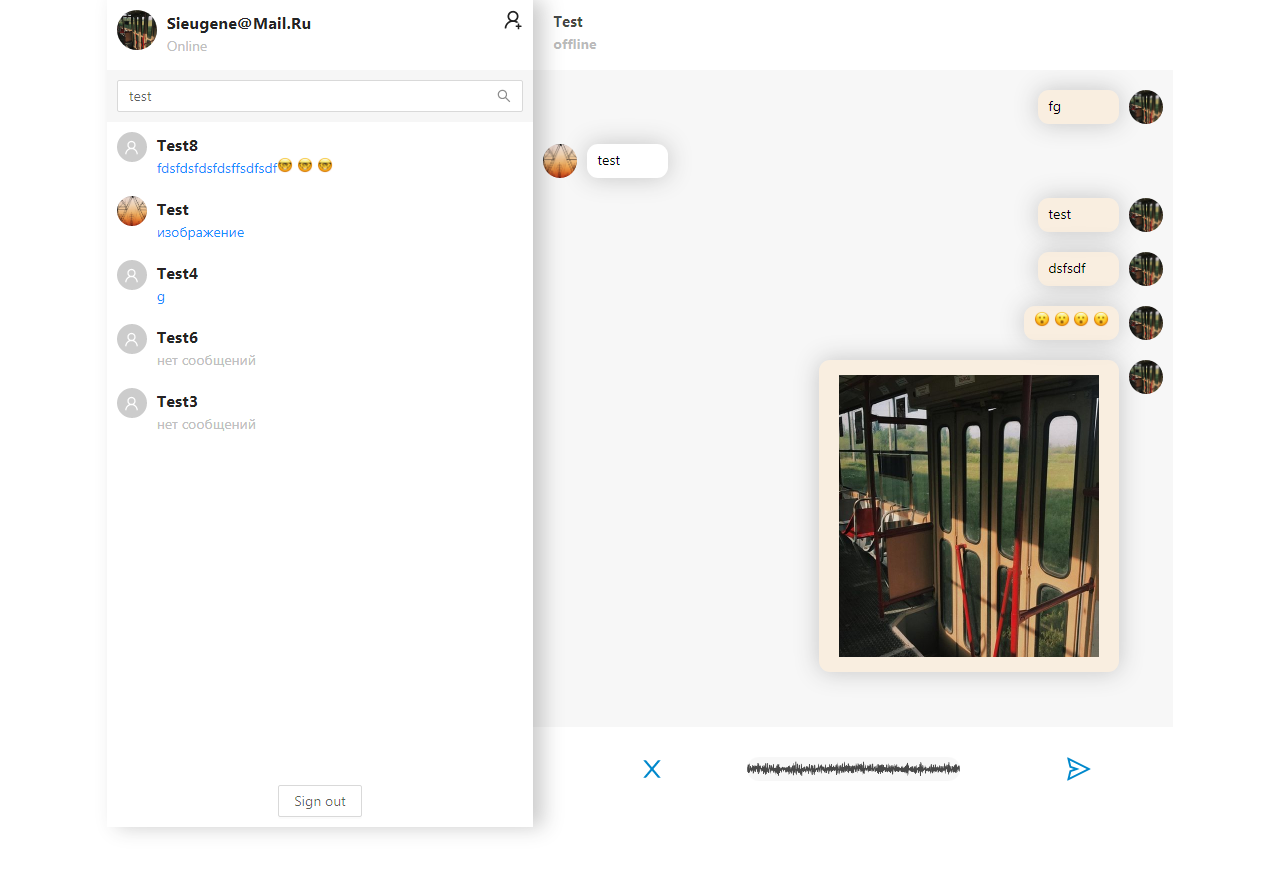 Sieugene@Mail.Ru
Online
test
Test8
fdsfdsfdsfdsffsdfsdf🤓 🤓 🤓
Test
изображение
Test4
g
Test6
нет сообщений
Test3
нет сообщений
Sign out
Test
offline
fg
test
test
dsfsdf
😮 😮 😮 😮